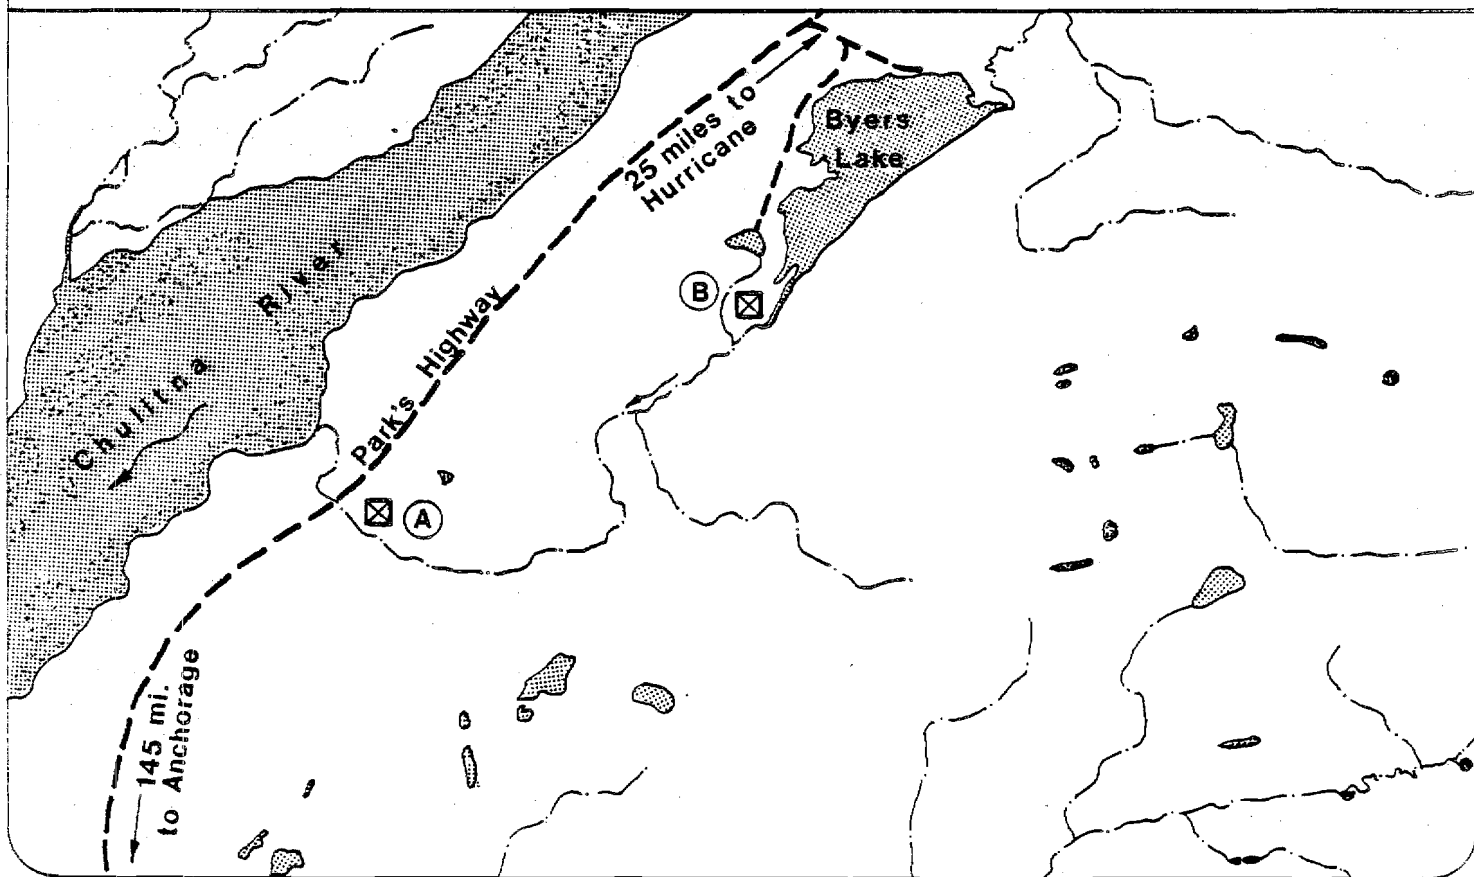 Byers
Lake
25 miles to
Hurricane
Chulitna River
B
Park's Highway
A
145 mi.
to Anchorage